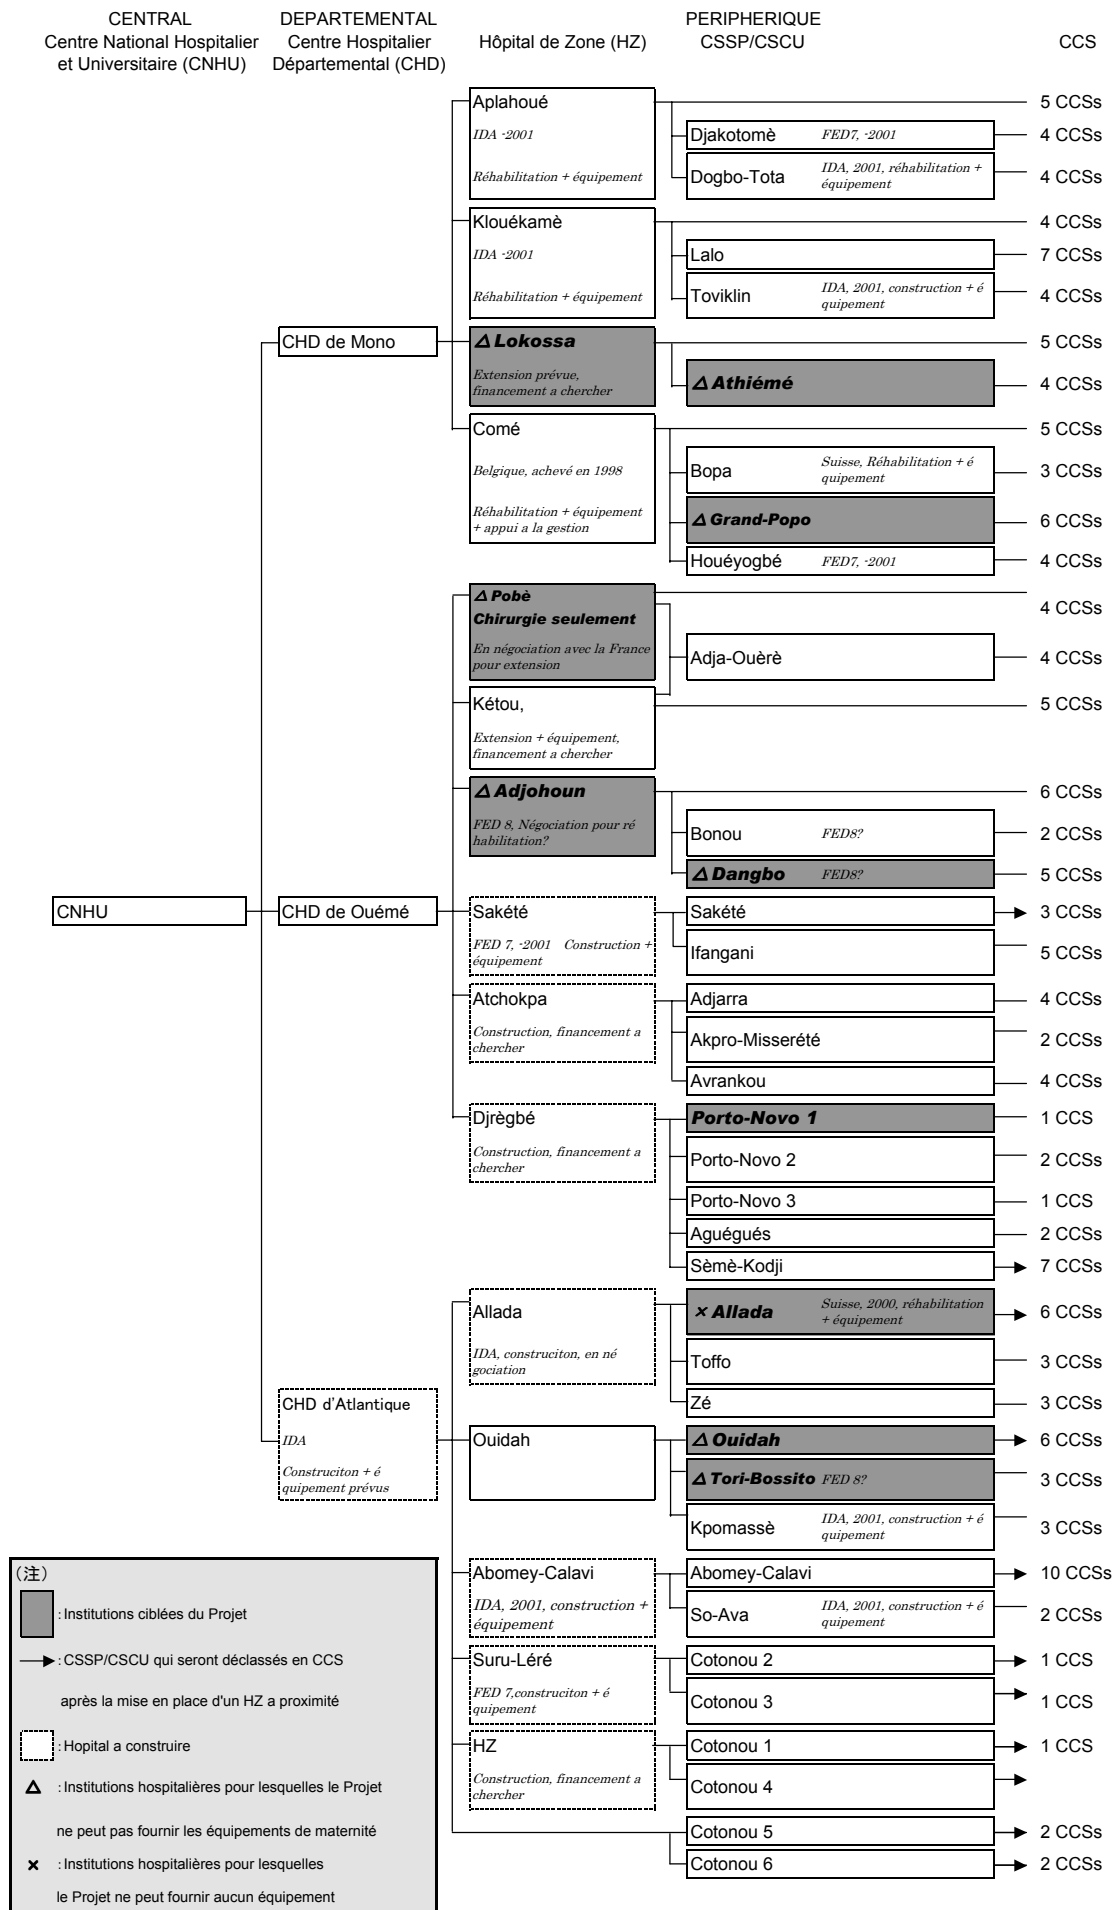 CENTRAL
Centre National Hospitalier
et Universitaire (CNHU)
DEPARTEMENTAL
Centre Hospitalier
Départemental (CHD)
Hôpital de Zone (HZ)
PERIPHERIQUE
CSSP/CSCU
CCS
CNHU
CHD de Mono
Aplahoué
IDA -2001
Réhabilitation + équipement
5 CCSs
Djakotomè FED7, -2001
4 CCSs
Dogbo-Tota IDA, 2001, réhabilitation +
équipement
4 CCSs
Klouékamè
IDA -2001
Réhabilitation + équipement
4 CCSs
Lalo
7 CCSs
Toviklin IDA, 2001, construction + é
quipement
4 CCSs
△ Lokossa
Extension prévue,
financement a chercher
5 CCSs
△ Athiémé
4 CCSs
Comé
Belgique, achevé en 1998
Réhabilitation + équipement
+ appui a la gestion
5 CCSs
Bopa Suisse, Réhabilitation + é
quipement
3 CCSs
△ Grand-Popo
6 CCSs
Houéyogbé FED7, -2001
4 CCSs
CHD de Ouémé
△ Pobè
Chirurgie seulement
En négociation avec la France
pour extension
4 CCSs
Adja-Ouèrè
4 CCSs
Kétou,
Extension + équipement,
financement a chercher
5 CCSs
△ Adjohoun
FED 8, Négociation pour ré
habilitation?
6 CCSs
Bonou FED8?
2 CCSs
△ Dangbo FED8?
5 CCSs
Sakété
FED 7, -2001 Construction +
équipement
Sakété
3 CCSs
Ifangani
5 CCSs
Atchokpa
Construction, financement a
chercher
Adjarra
4 CCSs
Akpro-Misserété
2 CCSs
Avrankou
4 CCSs
Djrègbé
Construction, financement a
chercher
Porto-Novo 1
1 CCS
Porto-Novo 2
2 CCSs
Porto-Novo 3
1 CCS
Aguégués
2 CCSs
Sèmè-Kodji
7 CCSs
CHD d'Atlantique
IDA
Construciton + é
quipement prévus
Allada
IDA, construciton, en né
gociation
× Allada Suisse, 2000, réhabilitation
+ équipement
6 CCSs
Toffo
3 CCSs
Zé
3 CCSs
Ouidah
△ Ouidah
6 CCSs
△ Tori-Bossito FED 8?
3 CCSs
Kpomassè IDA, 2001, construction + é
quipement
3 CCSs
Abomey-Calavi
IDA, 2001, construction +
équipement
Abomey-Calavi
10 CCSs
So-Ava IDA, 2001, construction + é
quipement
2 CCSs
Suru-Léré
FED 7,construciton + é
quipement
Cotonou 2
1 CCS
Cotonou 3
1 CCS
HZ
Construction, financement a
chercher
Cotonou 1
1 CCS
Cotonou 4
Cotonou 5
2 CCSs
Cotonou 6
2 CCSs
(注)
: Institutions ciblées du Projet
: CSSP/CSCU qui seront déclassés en CCS
après la mise en place d'un HZ a proximité
: Hopital a construire
△ : Institutions hospitalières pour lesquelles le Projet
ne peut pas fournir les équipements de maternité
× : Institutions hospitalières pour lesquelles
le Projet ne peut fournir aucun équipement